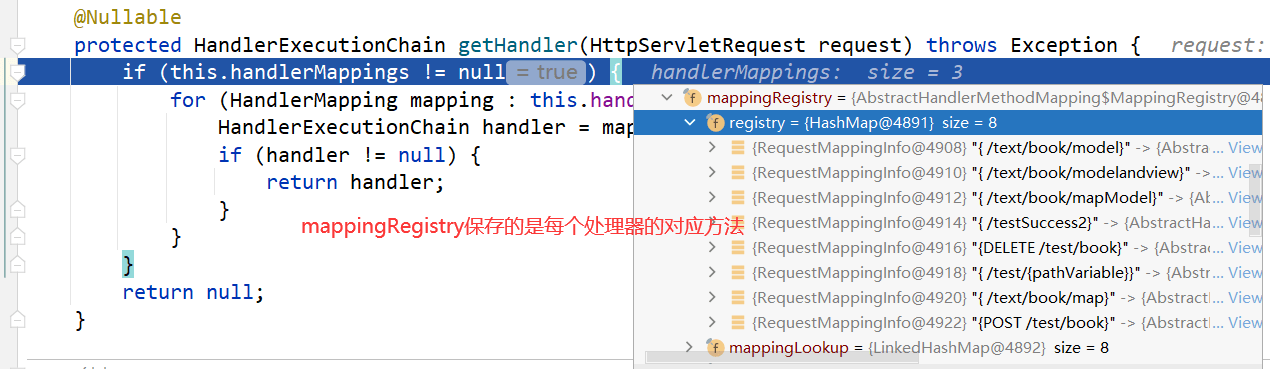 @Nullable
protected HandlerExecutionChain getHandler(HttpServletRequest request) throws Exception { request:
if (this.handlerMappings != null = true ) { handlerMappings: size = 3
for (HandlerMapping mapping : this.hand
HandlerExecutionChain handler = map
if (handler != null) {
return handler;
}
}
}
return null;
}
mappingRegistry保存的是每个处理器的对应方法
mappingRegistry = {AbstractHandlerMethodMapping$MappingRegistry@48
registry = {HashMap@4891} size = 8
{RequestMappingInfo@4908} "{ /text/book/model}" -> {Abstra ... View
{RequestMappingInfo@4910} "{ /text/book/modelandview}" -> ... View
{RequestMappingInfo@4912} "{ /text/book/mapModel}" -> {Ab ... View
{RequestMappingInfo@4914} "{ /testSuccess2}" -> {AbstractHa ... View
{RequestMappingInfo@4916} "{DELETE /test/book}" -> {Abstrac ... View
{RequestMappingInfo@4918} "{ /test/{pathVariable}}" -> {Abst ... View
{RequestMappingInfo@4920} "{ /text/book/map}" -> {Abstractl ... View
{RequestMappingInfo@4922} "{POST /test/book}" -> {Abstractl ... View
mappingLookup = {LinkedHashMap@4892} size = 8